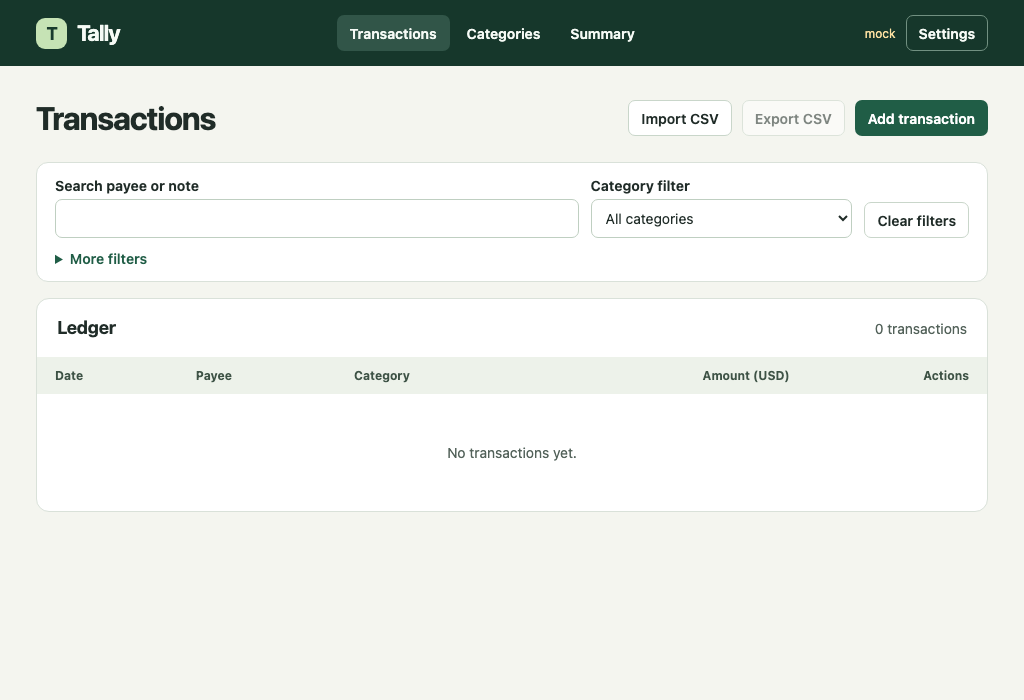 T Tally
Transactions Categories Summary
mock Settings
Transactions
Import CSV Export CSV Add transaction
Search payee or note
Category filter
All categories
Clear filters
More filters
Ledger
0 transactions
Date Payee Category Amount (USD) Actions
No transactions yet.